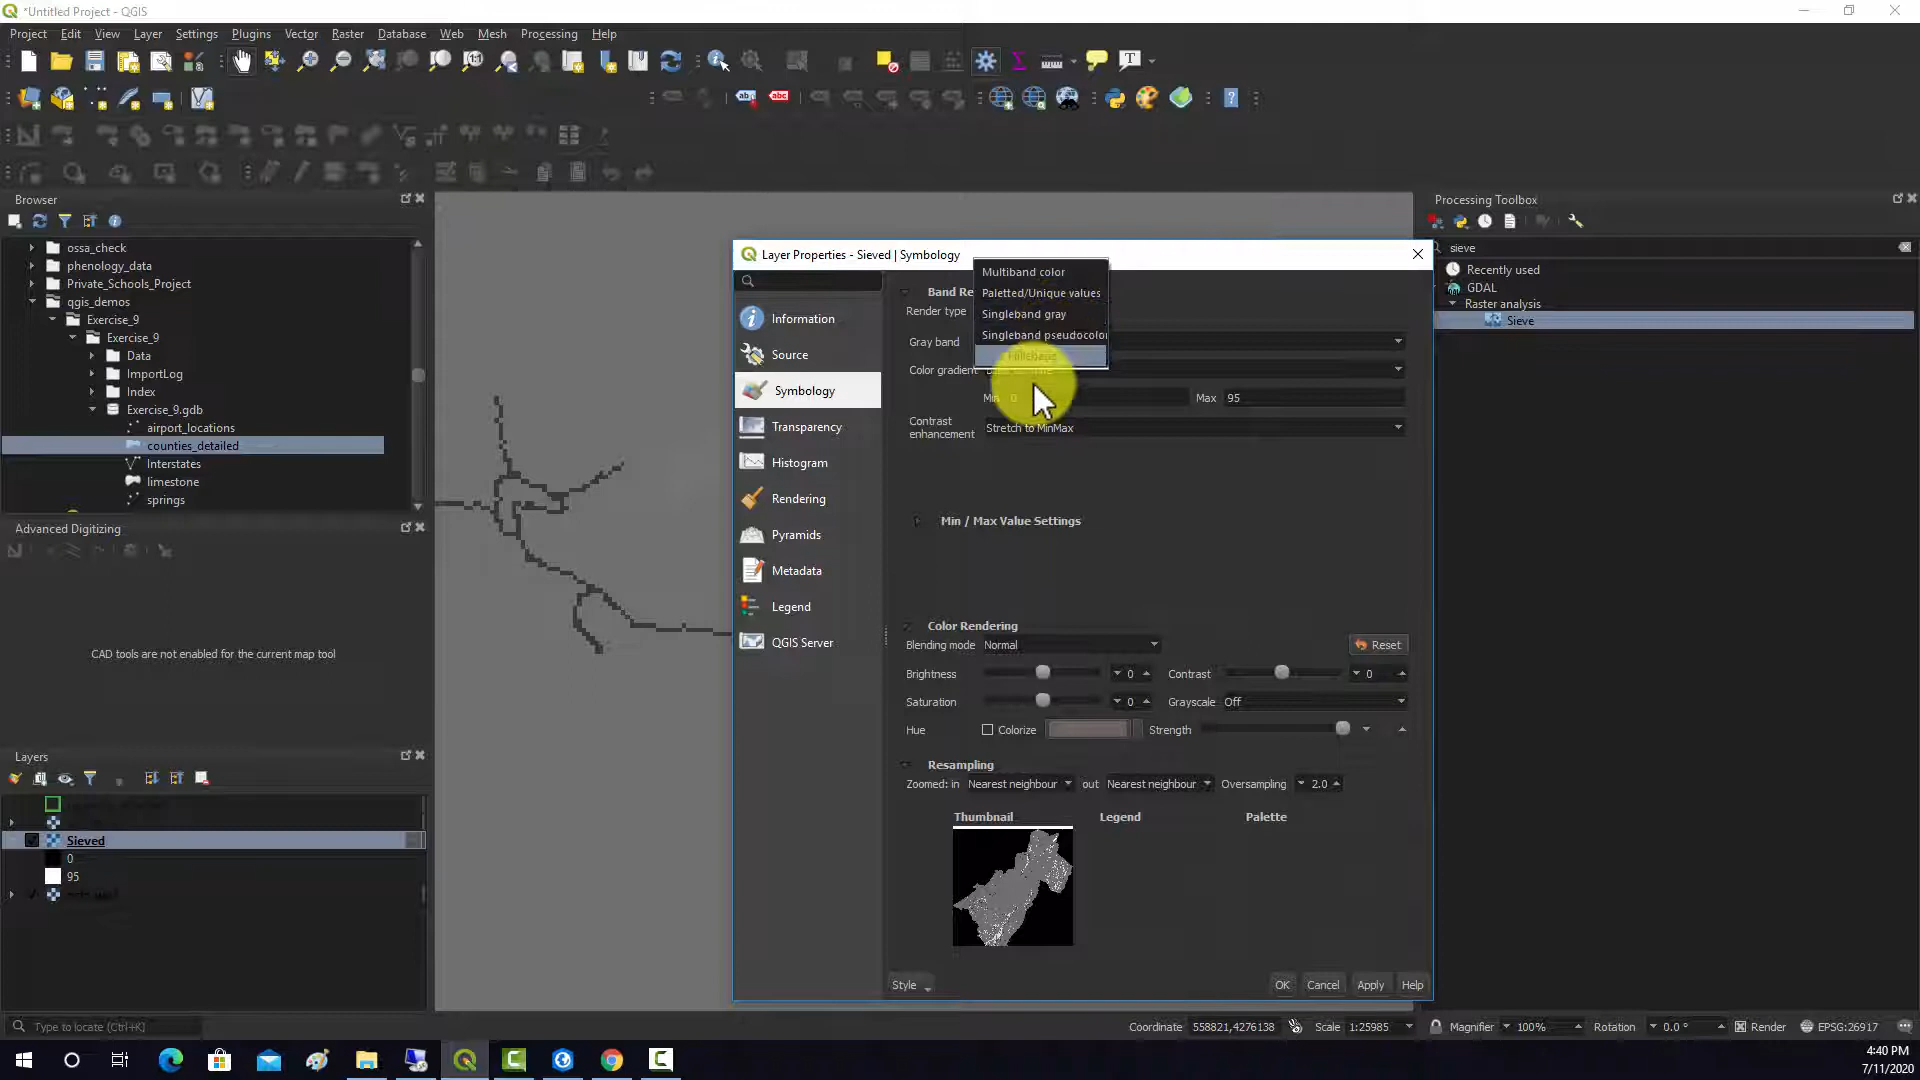 *Untitled Project - QGIS
Project Edit View Layer Settings Plugins Vector Raster Database Web Mesh Processing Help
Browser
ossa_check
phenology_data
Private_Schools_Project
qgis_demos
Exercise_9
Exercise_9
Data
ImportLog
Index
Exercise_9.gdb
airport_locations
counties_detailed
Interstates
limestone
springs
Advanced Digitizing
CAD tools are not enabled for the current map tool
Layers
Sieved
0
95
Type to locate (Ctrl+K)
Layer Properties - Sieved | Symbology
Information
Source
Symbology
Transparency
Histogram
Rendering
Pyramids
Metadata
Legend
QGIS Server
Band Re
Render type
Multiband color
Paletted/Unique values
Singleband gray
Singleband pseudocolor
Hillshade
Gray band
Color gradient
Min 0 Max 95
Contrast
enhancement Stretch to MinMax
Min / Max Value Settings
Color Rendering
Blending mode Normal Reset
Brightness 0 Contrast 0
Saturation 0 Grayscale Off
Hue Colorize Strength
Resampling
Zoomed: in Nearest neighbour out Nearest neighbour Oversampling 2.0
Thumbnail Legend Palette
Style OK Cancel Apply Help
Processing Toolbox
sieve
Recently used
GDAL
Raster analysis
Sieve
Coordinate 558821,4276138 Scale 1:25985 Magnifier 100% Rotation 0.0 ° Render EPSG:26917
4:40 PM
7/11/2020